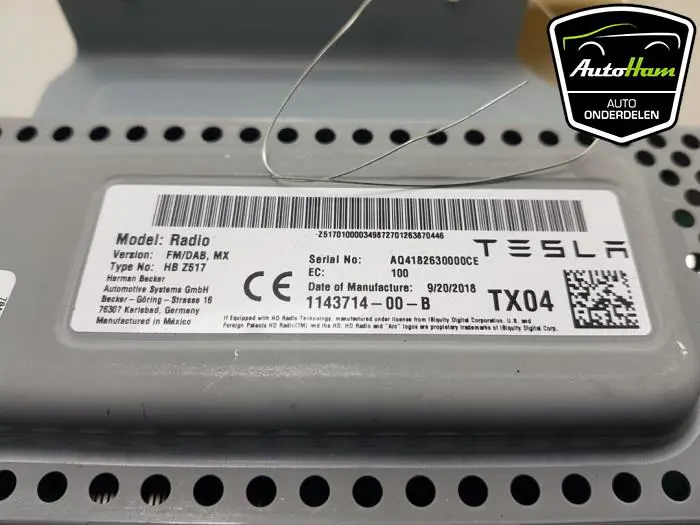 AutoHam
AUTO
ONDERDELEN
-Z5170100003498727012638​70446
Model: Radio
Version: FM/DAB, MX
Type No: HB Z517
Harman Becker
Automotive Systems GmbH
Becker - Göring - Strasse 16
76307 Karlsbad, Germany
Manufactured in México
CE
Serial No: AQ4182630000CE
EC: 100
Date of Manufacture: 9/20/2018
1143714-00-B
TESLA
TX04
If Equipped with HD Radio Technology, manufactured under license from iBiquity Digital Corporation. U.S. and
Foreign Patents HD Radio(TM) and the HD, HD Radio and "Arc" logos are proprietary trademarks of iBiquity Digital Corp.